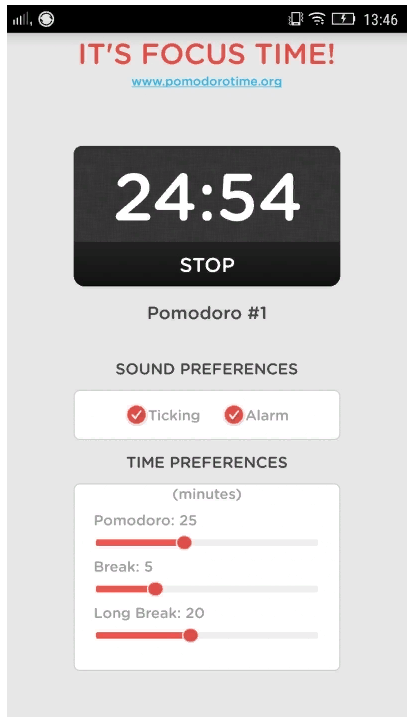 13:46
IT'S FOCUS TIME!
www.pomodorotime.org
24:54
STOP
Pomodoro #1
SOUND PREFERENCES
Ticking Alarm
TIME PREFERENCES
(minutes)
Pomodoro: 25
Break: 5
Long Break: 20